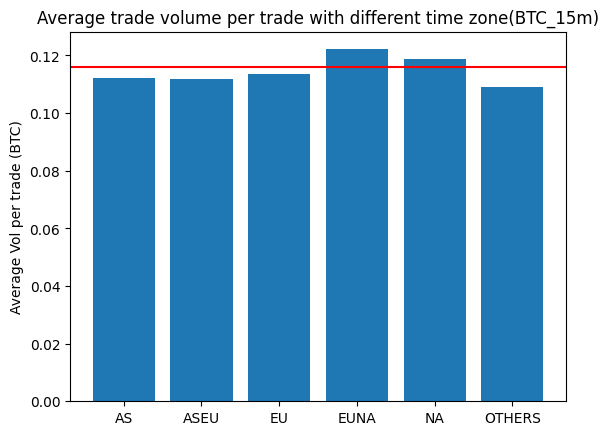 Average trade volume per trade with different time zone(BTC_15m)
Average Vol per trade (BTC)
0.12
0.10
0.08
0.06
0.04
0.02
0.00
AS ASEU EU EUNA NA OTHERS